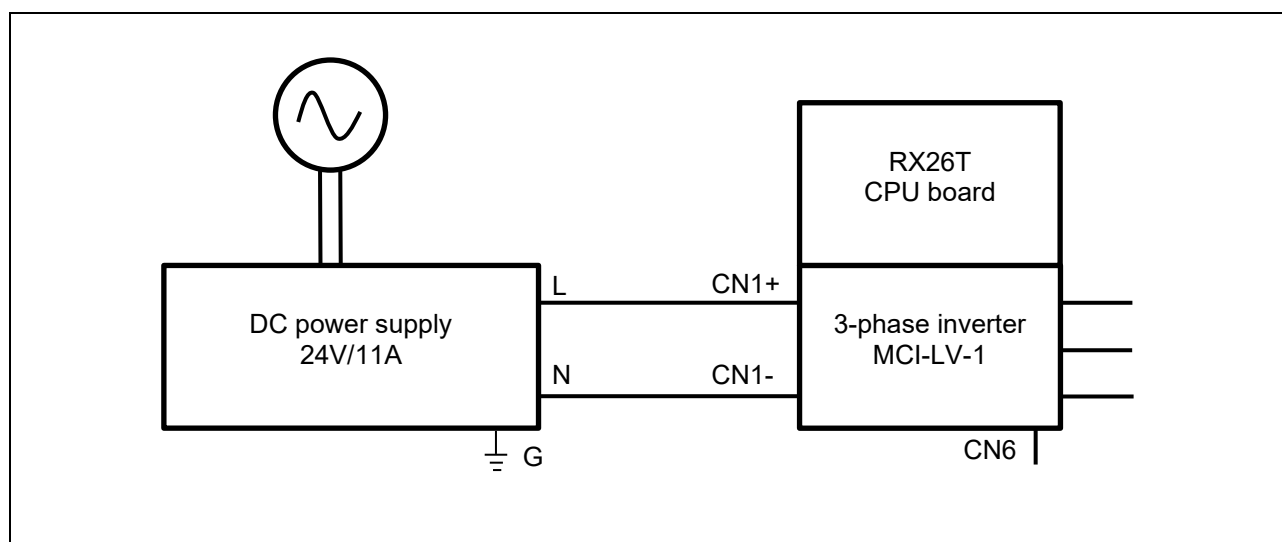 RX26T
CPU board
L
CN1+
DC power supply
24V/11A
3-phase inverter
MCI-LV-1
N
CN1-
G
CN6